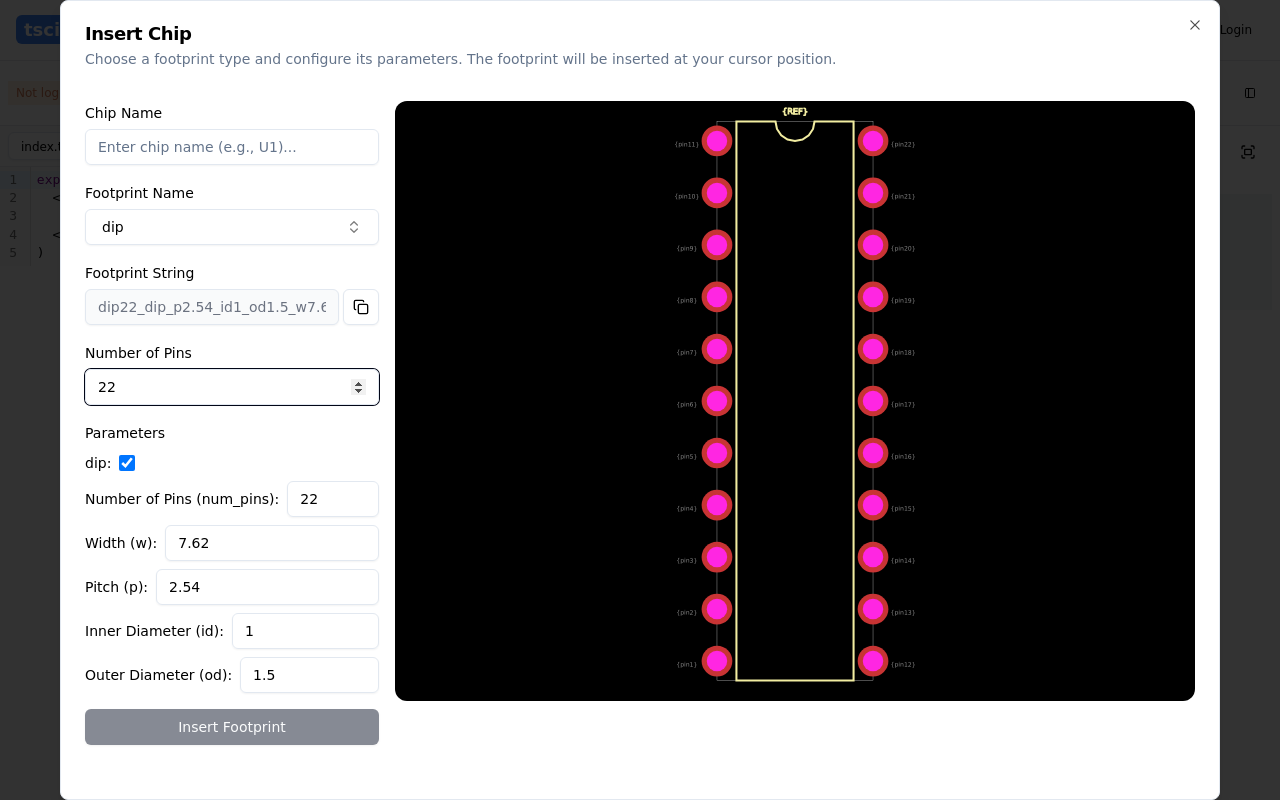 Insert Chip
Choose a footprint type and configure its parameters. The footprint will be inserted at your cursor position.
tsci
Login
Not log
index.t
1 exp
2 <
3
4 <
5 )
Chip Name
Enter chip name (e.g., U1)...
Footprint Name
dip
Footprint String
dip22_dip_p2.54_id1_od1.5_w7.6
Number of Pins
22
Parameters
dip:
Number of Pins (num_pins): 22
Width (w): 7.62
Pitch (p): 2.54
Inner Diameter (id): 1
Outer Diameter (od): 1.5
Insert Footprint
{REF}
{pin11} {pin22}
{pin10} {pin21}
{pin9} {pin20}
{pin8} {pin19}
{pin7} {pin18}
{pin6} {pin17}
{pin5} {pin16}
{pin4} {pin15}
{pin3} {pin14}
{pin2} {pin13}
{pin1} {pin12}